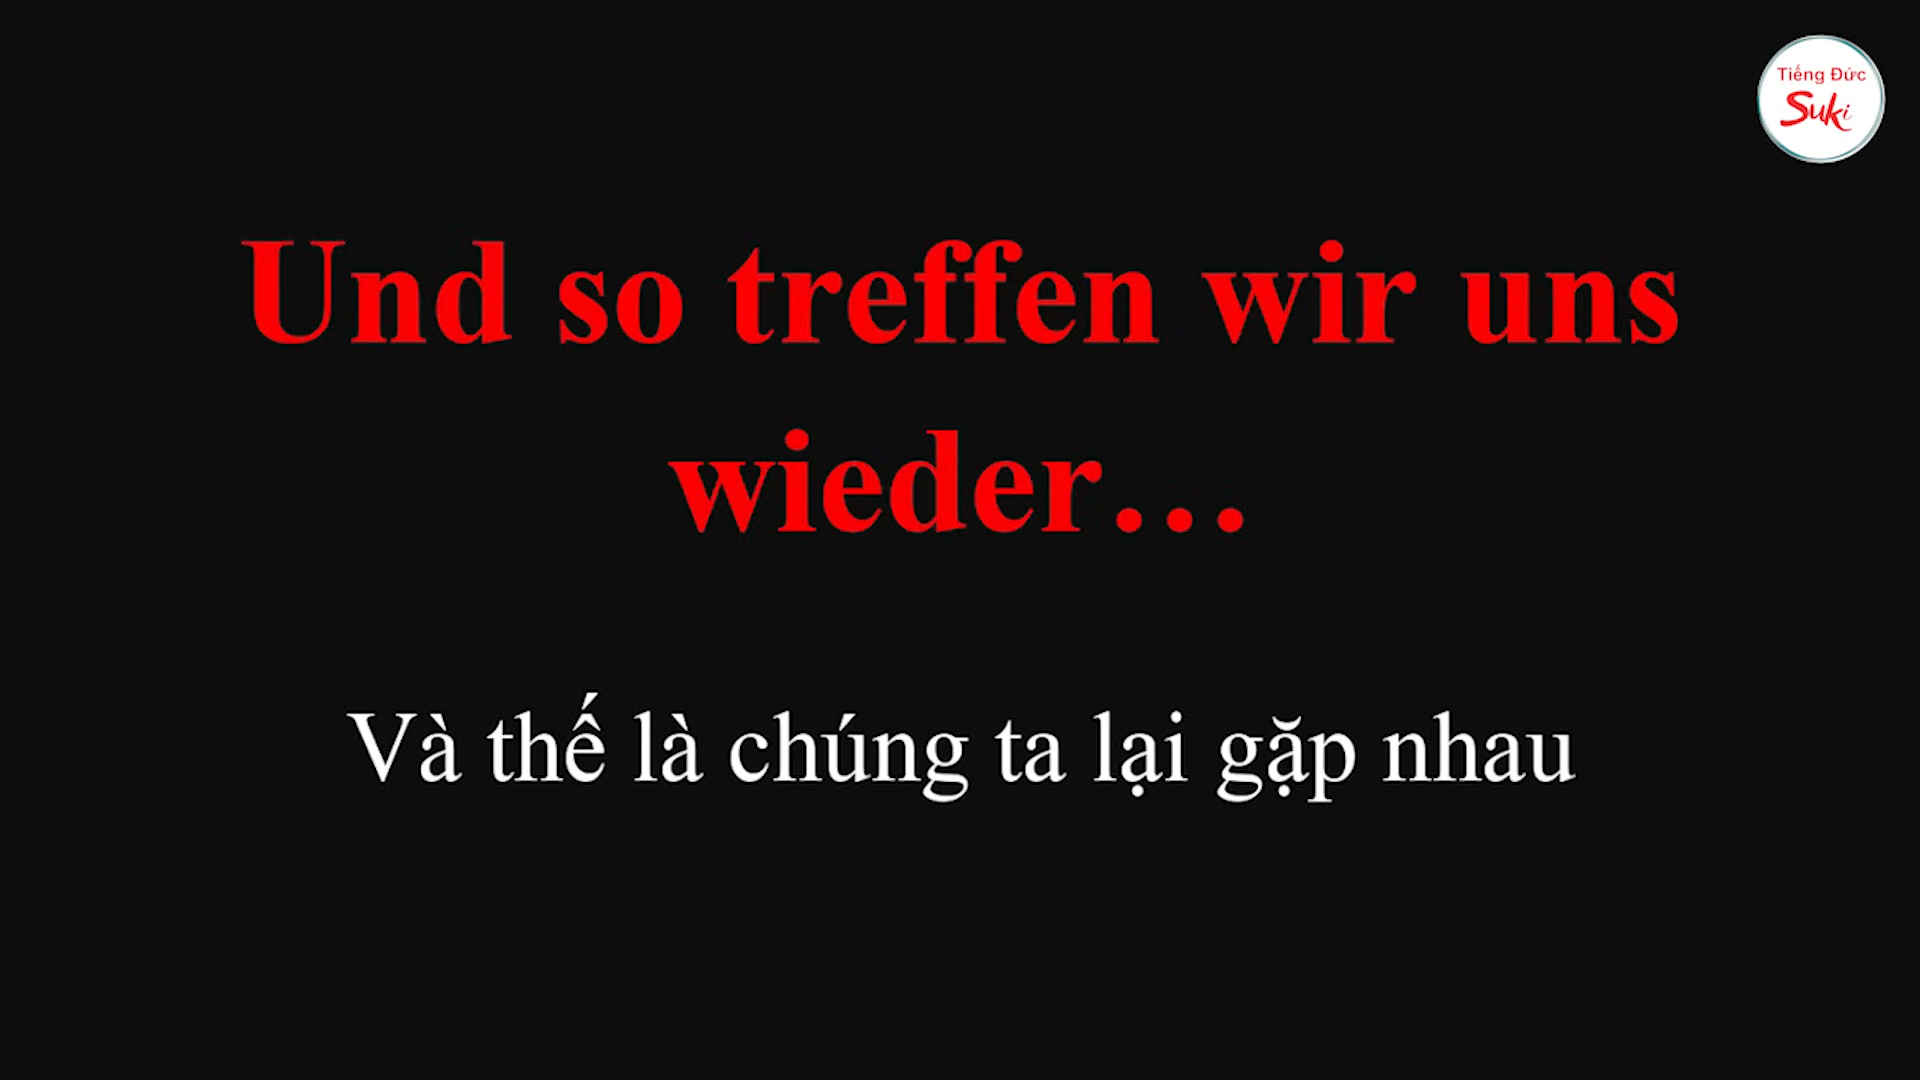 Tiếng Đức
Suki
Und so treffen wir uns
wieder…
Và thế là chúng ta lại gặp nhau